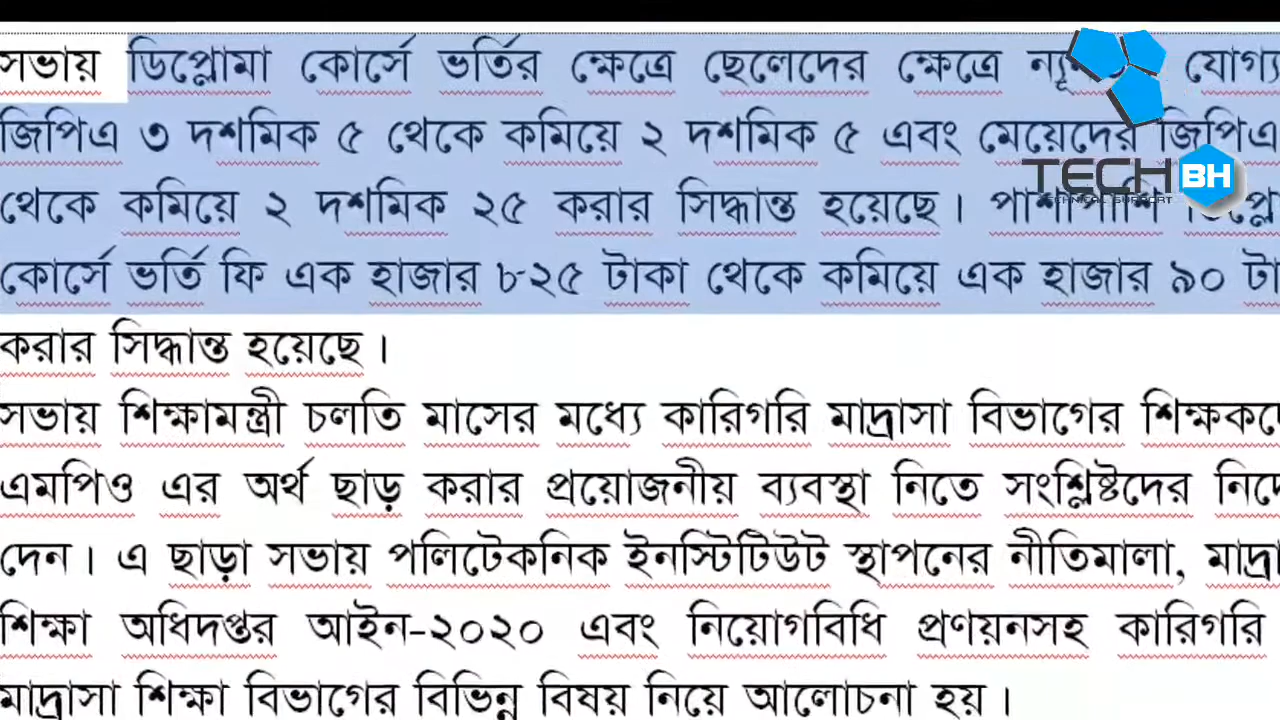 সভায় ডিপ্লোমা কোর্সে ভর্তির ক্ষেত্রে ছেলেদের ক্ষেত্রে
জিপিএ ৩ দশমিক ৫ থেকে কমিয়ে ২ দশমিক ৫ এবং মেয়েদের জিপিএ
থেকে কমিয়ে ২ দশমিক ২৫ করার সিদ্ধান্ত হয়েছে। পাশাপাশি
কোর্সে ভর্তি ফি এক হাজার ৮২৫ টাকা থেকে কমিয়ে এক হাজার ৯০
করার সিদ্ধান্ত হয়েছে।
সভায় শিক্ষামন্ত্রী চলতি মাসের মধ্যে কারিগরি মাদ্রাসা বিভাগের
এমপিও এর অর্থ ছাড় করার প্রয়োজনীয় ব্যবস্থা নিতে সংশ্লিষ্টদের
দেন। এ ছাড়া সভায় পলিটেকনিক ইনস্টিটিউট স্থাপনের নীতিমালা,
শিক্ষা অধিদপ্তর আইন-২০২০ এবং নিয়োগবিধি প্রণয়নসহ কারিগরি
মাদ্রাসা শিক্ষা বিভাগের বিভিন্ন বিষয় নিয়ে আলোচনা হয়।
TECH BH
TECHNICAL SUPPORT